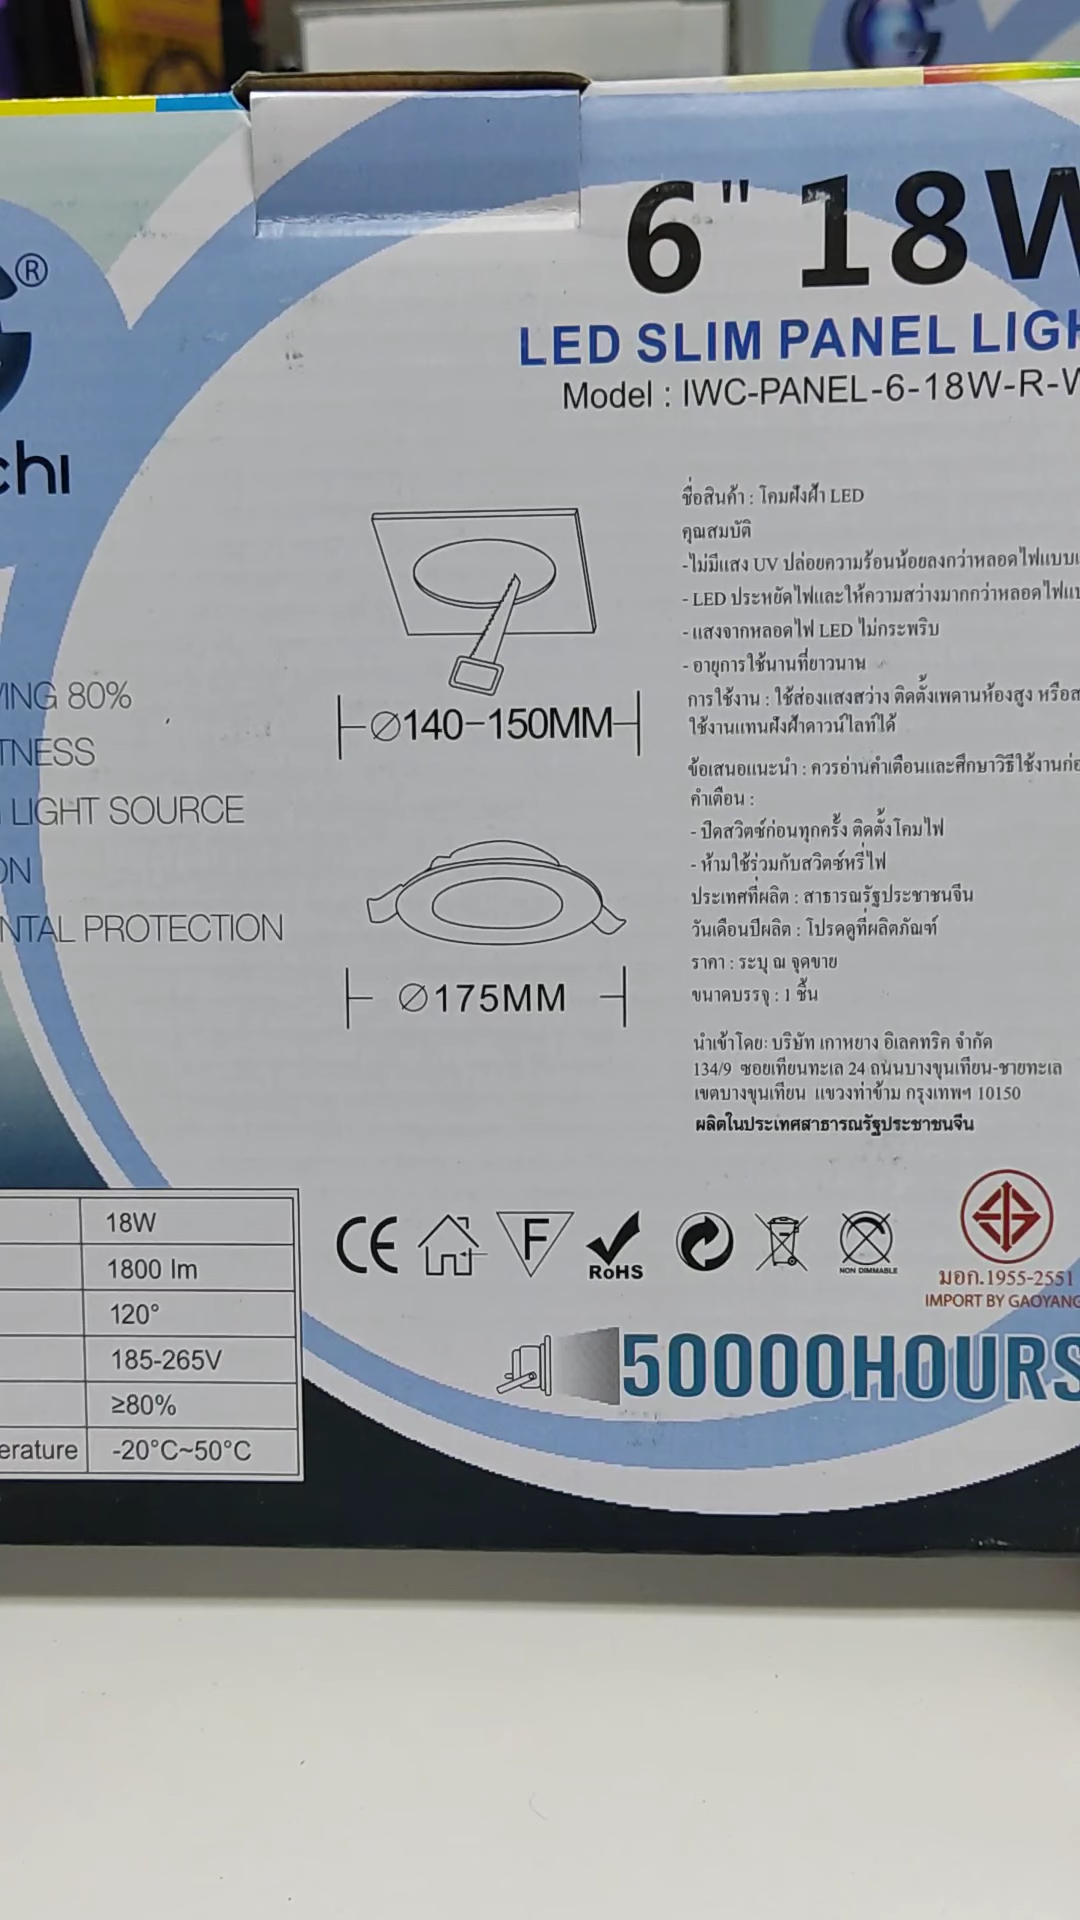 6" 18W
LED SLIM PANEL LIGH
Model : IWC-PANEL-6-18W-R-W
®
chi
ชื่อสินค้า : โคมฝังฝ้า LED
คุณสมบัติ
-ไม่มีแสง UV ปล่อยความร้อนน้อยลงกว่าหลอดไฟแบบเ
- LED ประหยัดไฟและให้ความสว่างมากกว่าหลอดไฟแบ
- แสงจากหลอดไฟ LED ไม่กระพริบ
- อายุการใช้นานที่ยาวนาน
การใช้งาน : ใช้ส่องแสงสว่าง ติดตั้งเพดานห้องสูง หรือส
ใช้งานแทนฝังฝ้าดาวน์ไลท์ได้
ข้อเสนอแนะนำ : ควรอ่านคำเตือนและศึกษาวิธีใช้งานก่อ
คำเตือน :
- ปิดสวิตซ์ก่อนทุกครั้ง ติดตั้งโคมไฟ
- ห้ามใช้ร่วมกับสวิตซ์หรี่ไฟ
ประเทศที่ผลิต : สาธารณรัฐประชาชนจีน
วันเดือนปีผลิต : โปรดดูที่ผลิตภัณฑ์
ราคา : ระบุ ณ จุดขาย
ขนาดบรรจุ : 1 ชิ้น
นำเข้าโดย: บริษัท เกาหยาง อิเลคทริค จำกัด
134/9 ซอยเทียนทะเล 24 ถนนบางขุนเทียน-ชายทะเล
เขตบางขุนเทียน แขวงท่าข้าม กรุงเทพฯ 10150
ผลิตในประเทศสาธารณรัฐประชาชนจีน
∅140-150MM
∅175MM
VING 80%
TNESS
LIGHT SOURCE
ON
NTAL PROTECTION
18W
1800 lm
120°
185-265V
≥80%
erature -20°C~50°C
CE
F
RoHS
NON DIMMABLE
มอก.1955-2551
IMPORT BY GAOYANG
50000HOURS